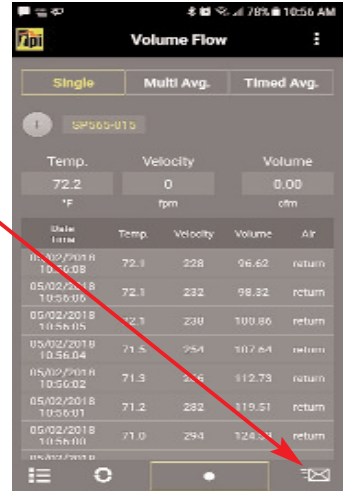 78% 10:56 AM
Tpi Volume Flow
Single Multi Avg. Timed Avg.
SP565-015
Temp. Velocity Volume
72.2 0 0.00
°F fpm cfm
Date Time Temp. Velocity Volume Air
05/02/2018 10:56:08 72.1 228 96.62 return
05/02/2018 10:56:06 72.1 232 98.32 return
05/02/2018 10:56:05 72.1 238 100.86 return
05/02/2018 10:56:04 71.5 254 107.64 return
05/02/2018 10:56:02 71.3 112.73 return
05/02/2018 10:56:01 71.2 282 119.51 return
05/02/2018 10:56:00 71.0 294 return
05/02/2018